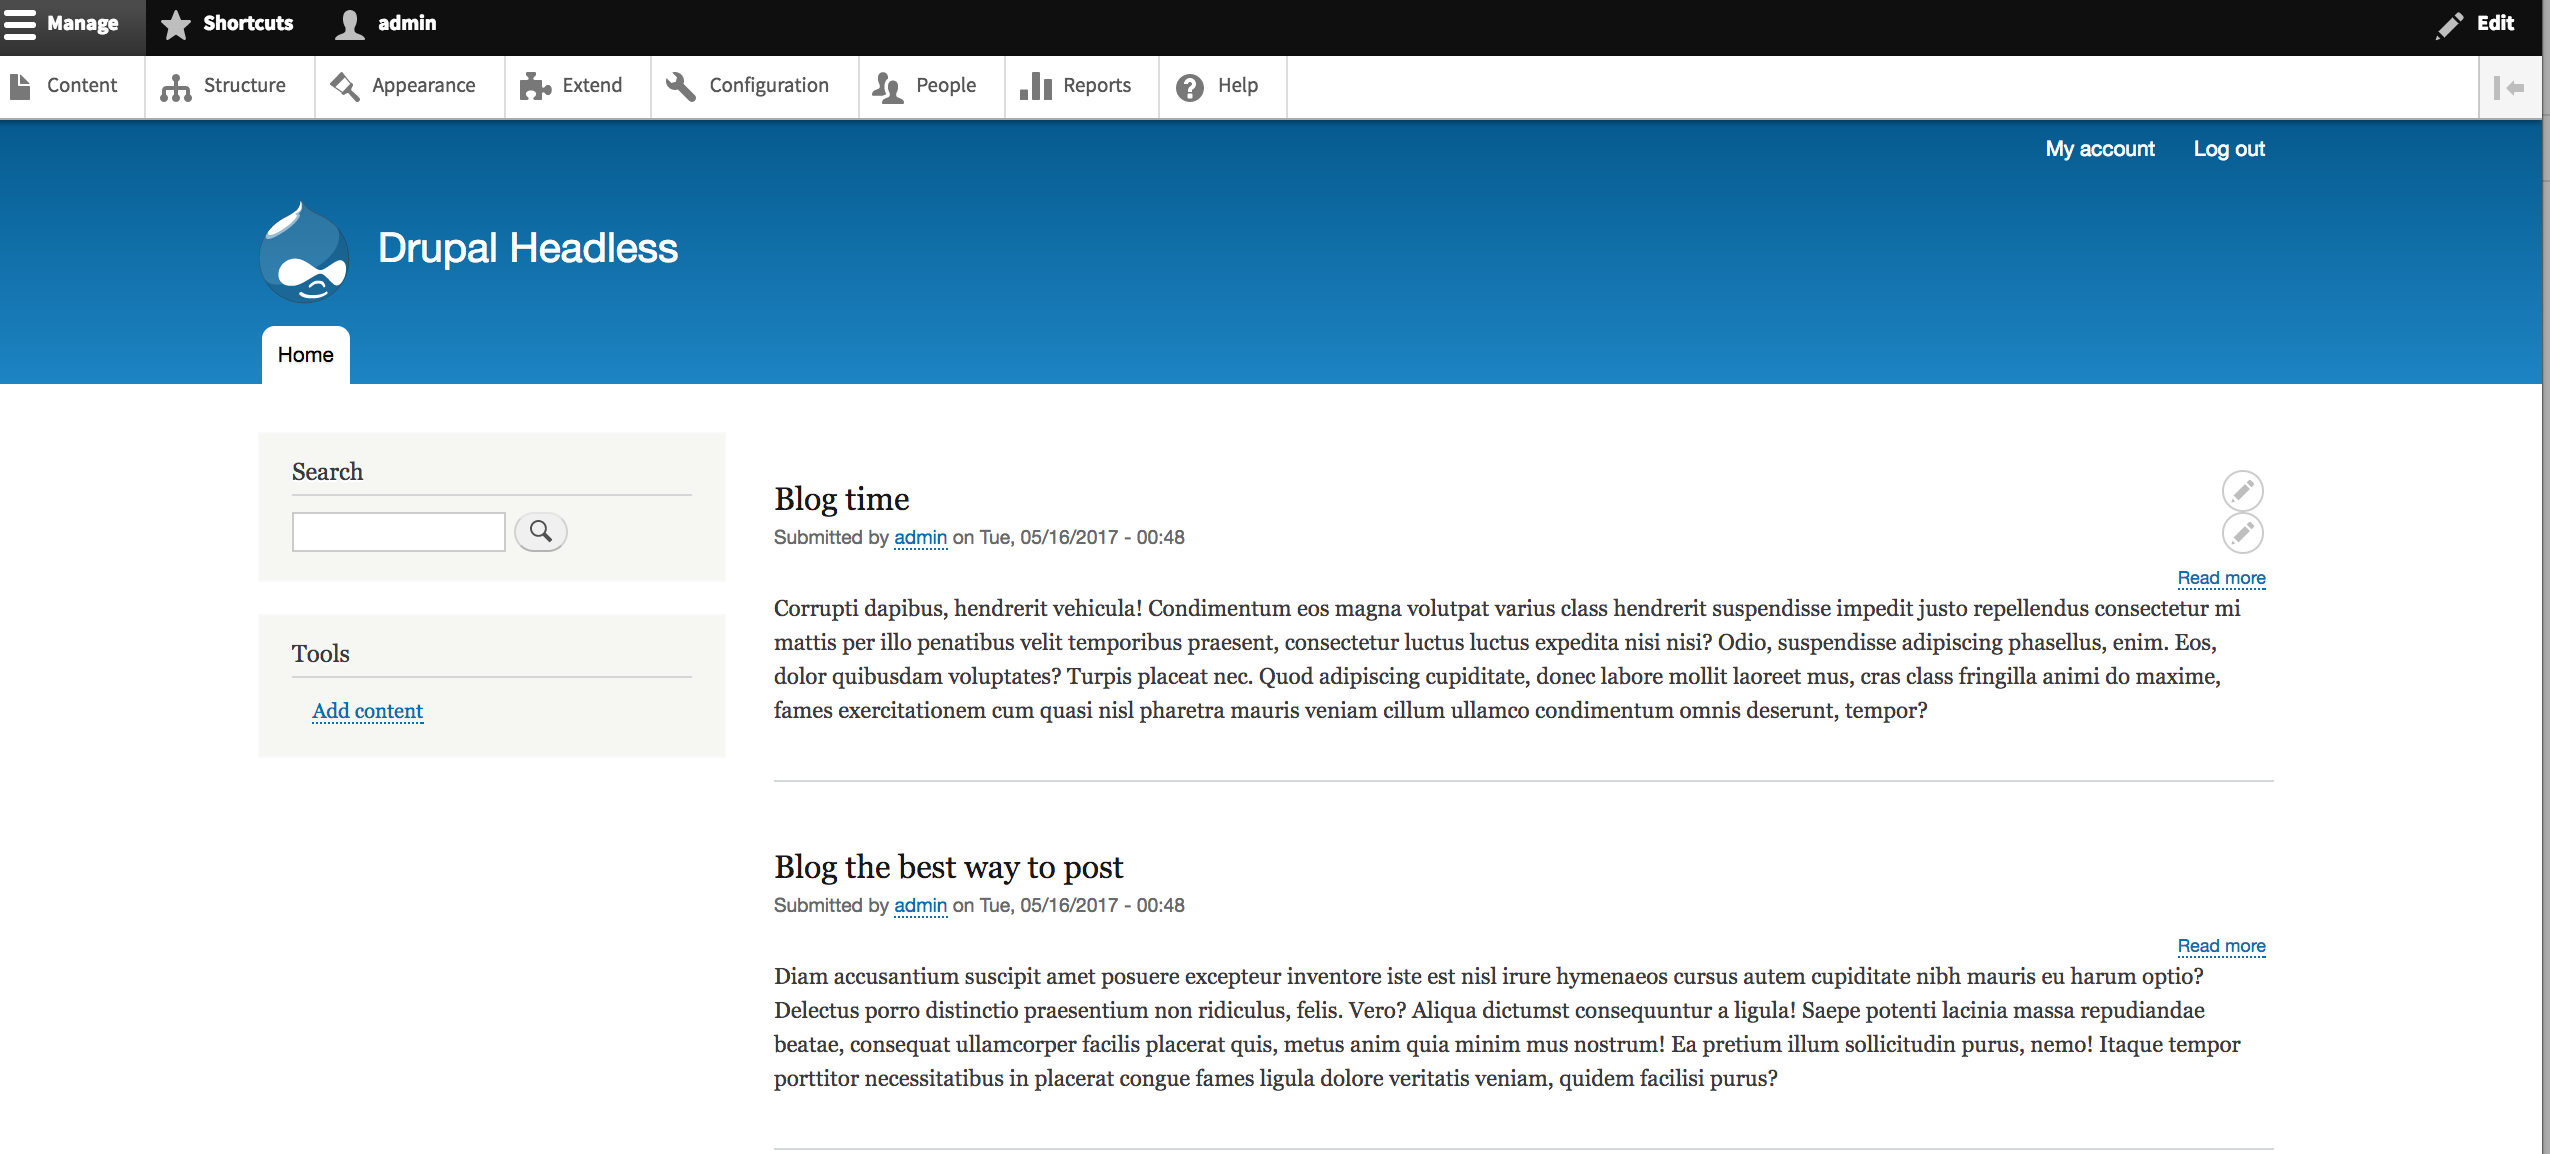 Manage Shortcuts admin Edit
Content Structure Appearance Extend Configuration People Reports Help
My account Log out
Drupal Headless
Home
Search
Tools
Add content
Blog time
Submitted by admin on Tue, 05/16/2017 - 00:48
Read more
Corrupti dapibus, hendrerit vehicula! Condimentum eos magna volutpat varius class hendrerit suspendisse impedit justo repellendus consectetur mi
mattis per illo penatibus velit temporibus praesent, consectetur luctus luctus expedita nisi nisi? Odio, suspendisse adipiscing phasellus, enim. Eos,
dolor quibusdam voluptates? Turpis placeat nec. Quod adipiscing cupiditate, donec labore mollit laoreet mus, cras class fringilla animi do maxime,
fames exercitationem cum quasi nisl pharetra mauris veniam cillum ullamco condimentum omnis deserunt, tempor?
Blog the best way to post
Submitted by admin on Tue, 05/16/2017 - 00:48
Read more
Diam accusantium suscipit amet posuere excepteur inventore iste est nisl irure hymenaeos cursus autem cupiditate nibh mauris eu harum optio?
Delectus porro distinctio praesentium non ridiculus, felis. Vero? Aliqua dictumst consequuntur a ligula! Saepe potenti lacinia massa repudiandae
beatae, consequat ullamcorper facilis placerat quis, metus anim quia minim mus nostrum! Ea pretium illum sollicitudin purus, nemo! Itaque tempor
porttitor necessitatibus in placerat congue fames ligula dolore veritatis veniam, quidem facilisi purus?